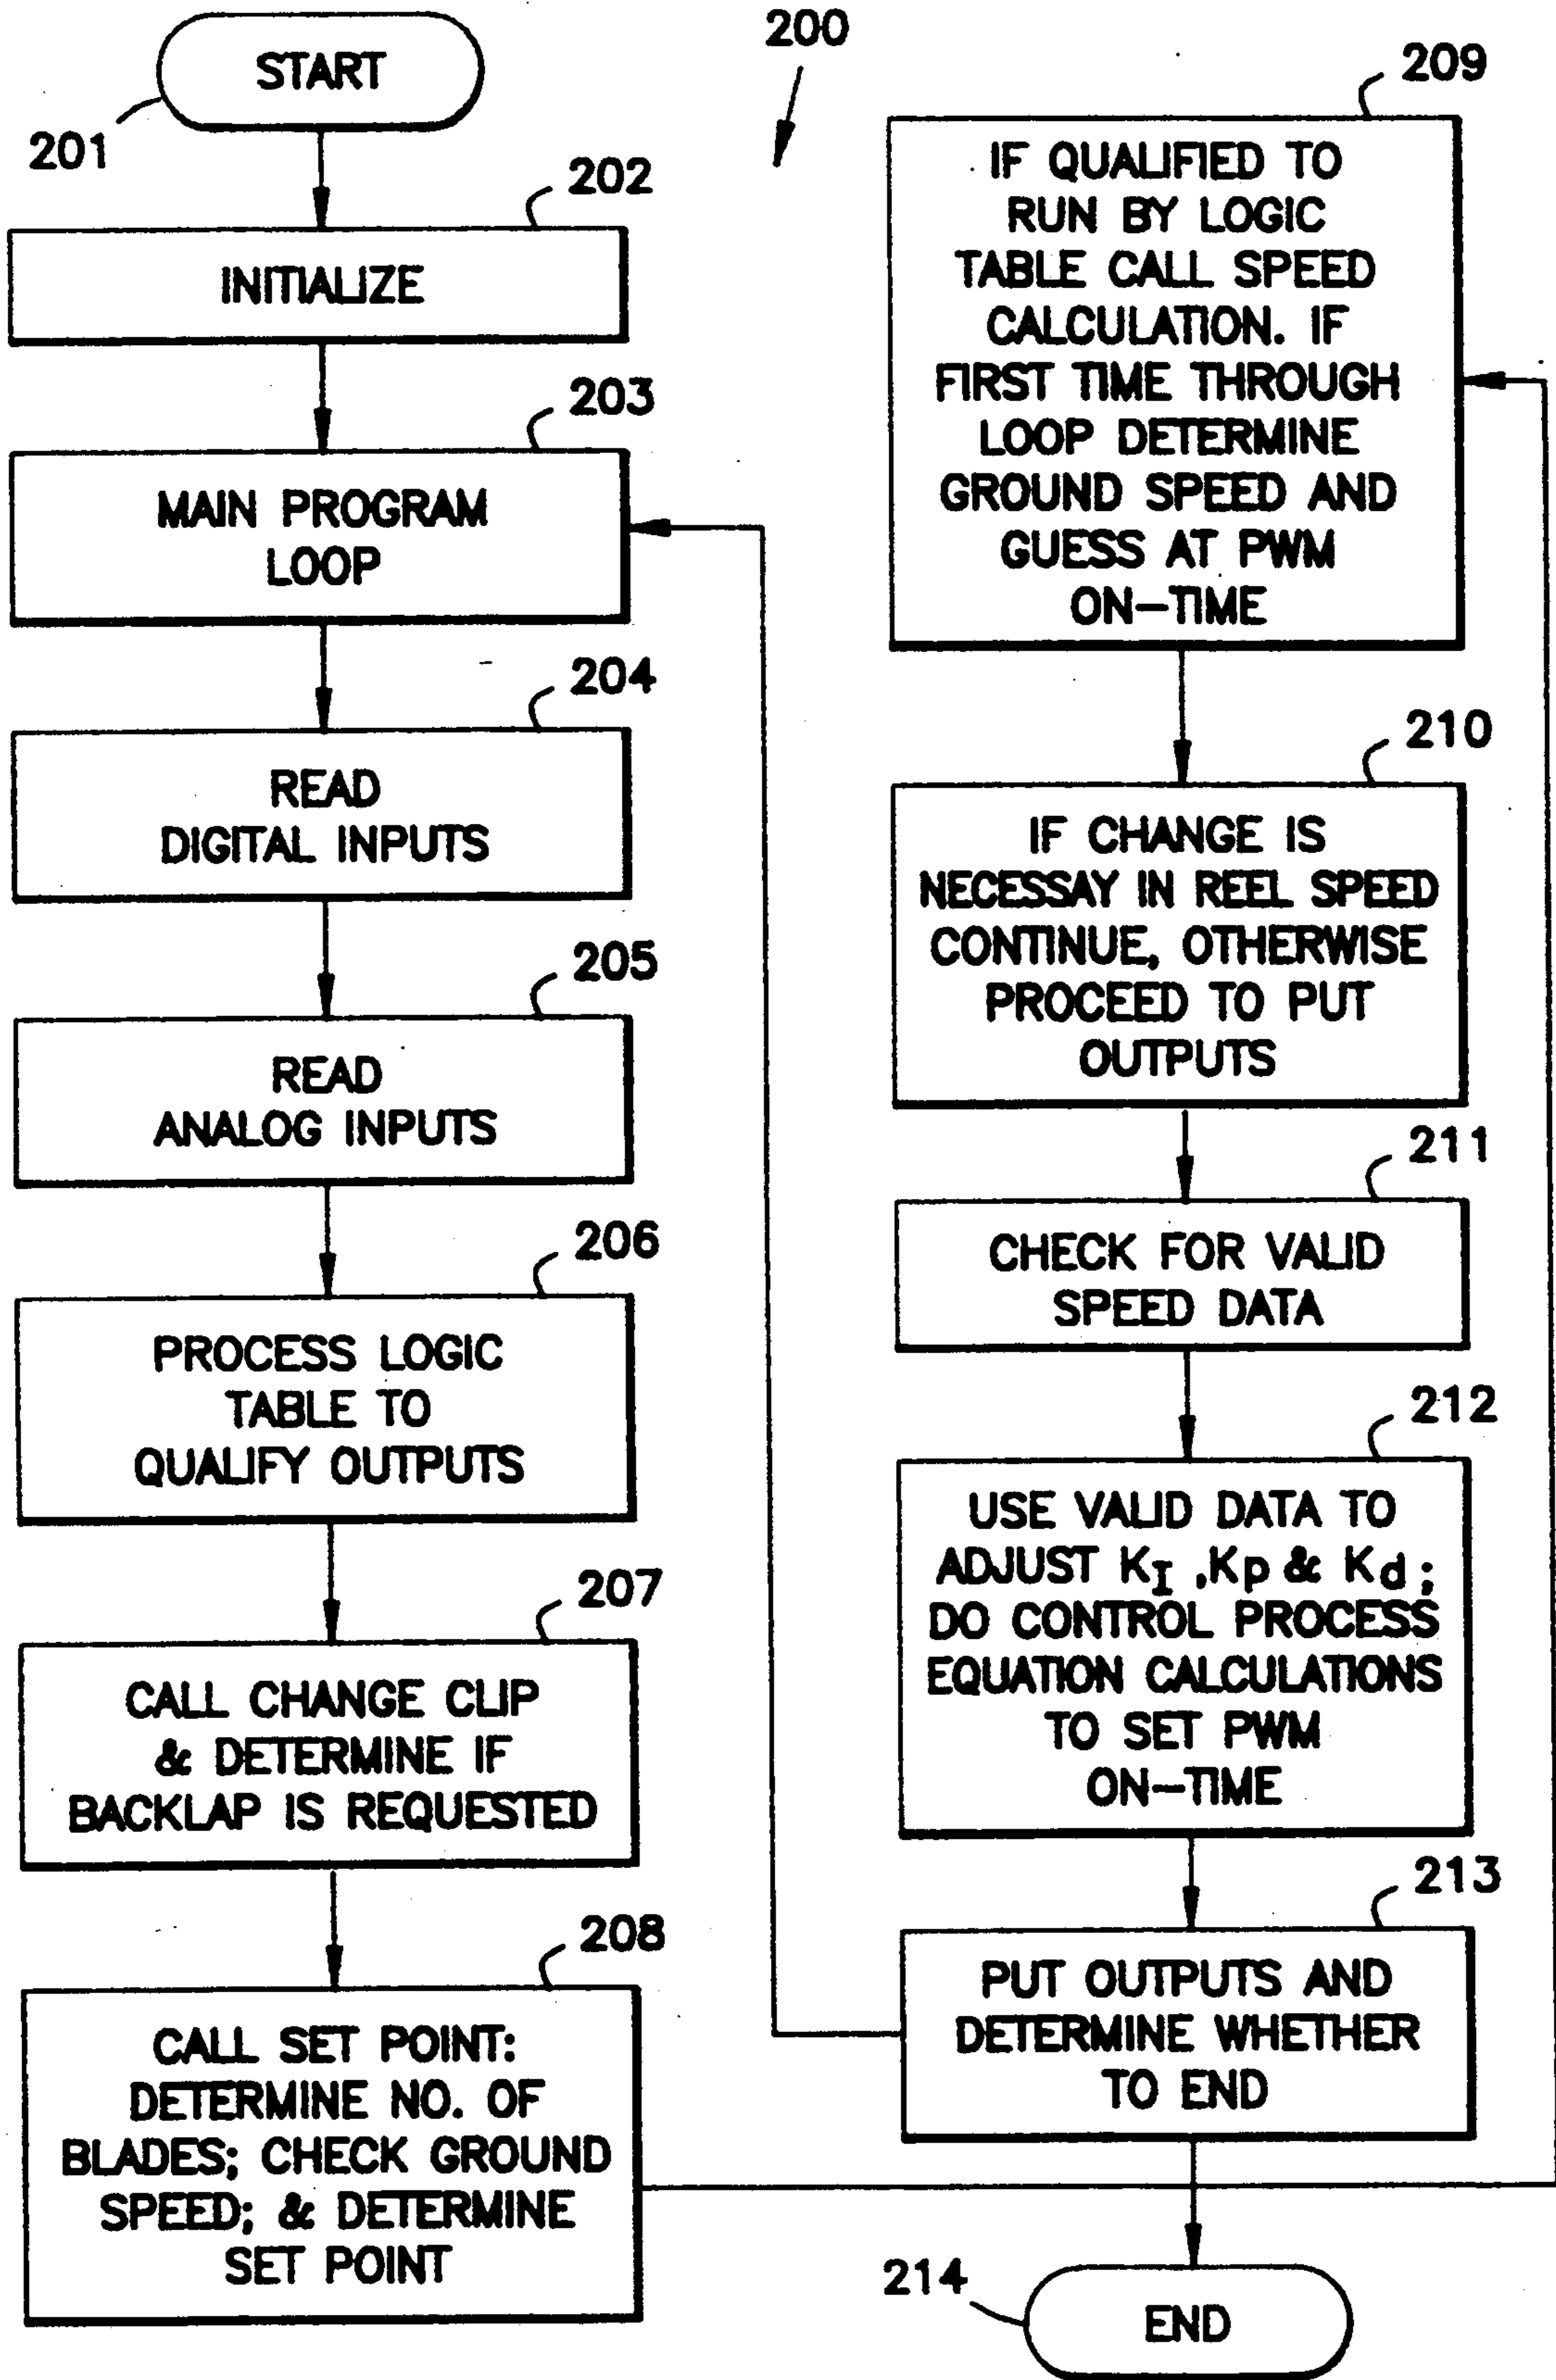 200
START
201
202
INITIALIZE
203
MAIN PROGRAM
LOOP
204
READ
DIGITAL INPUTS
205
READ
ANALOG INPUTS
206
PROCESS LOGIC
TABLE TO
QUALIFY OUTPUTS
207
CALL CHANGE CLIP
& DETERMINE IF
BACKLAP IS REQUESTED
208
CALL SET POINT:
DETERMINE NO. OF
BLADES; CHECK GROUND
SPEED; & DETERMINE
SET POINT
209
IF QUALIFIED TO
RUN BY LOGIC
TABLE CALL SPEED
CALCULATION. IF
FIRST TIME THROUGH
LOOP DETERMINE
GROUND SPEED AND
GUESS AT PWM
ON-TIME
210
IF CHANGE IS
NECESSAY IN REEL SPEED
CONTINUE, OTHERWISE
PROCEED TO PUT
OUTPUTS
211
CHECK FOR VALID
SPEED DATA
212
USE VALID DATA TO
ADJUST KI ,Kp & Kd ;
DO CONTROL PROCESS
EQUATION CALCULATIONS
TO SET PWM
ON-TIME
213
PUT OUTPUTS AND
DETERMINE WHETHER
TO END
214
END